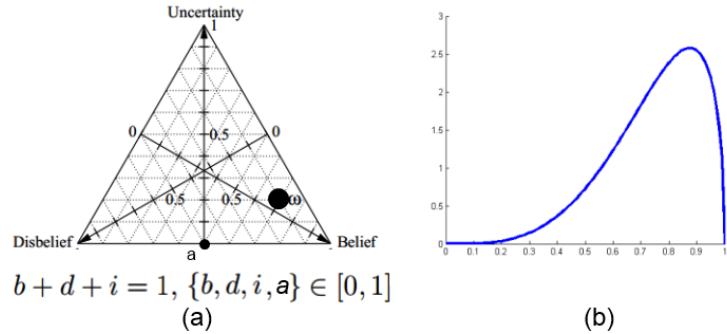 Uncertainty
1
0
0
0.5
0.5
0.5
ω
Disbelief
Belief
a
b + d + i = 1, {b, d, i, a} ∈ [0, 1]
(a)
3
2.5
2
1.5
1
0.5
0
0 0.1 0.2 0.3 0.4 0.5 0.6 0.7 0.8 0.9 1
(b)